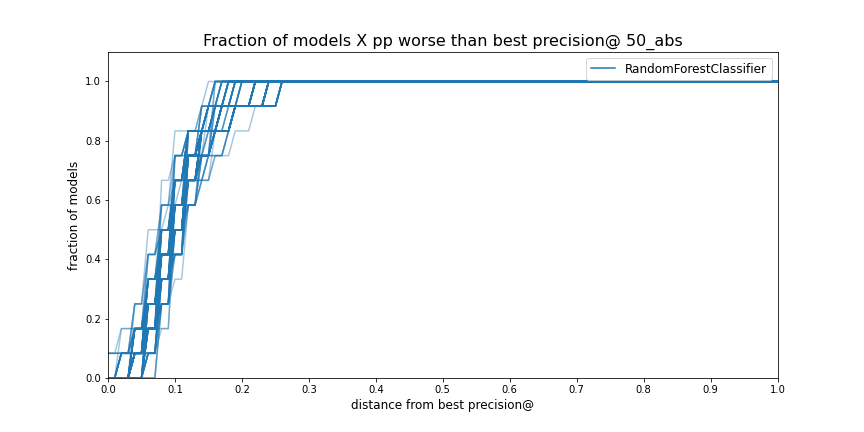 Fraction of models X pp worse than best precision@ 50_abs
RandomForestClassifier
fraction of models
1.0
0.8
0.6
0.4
0.2
0.0
0.0 0.1 0.2 0.3 0.4 0.5 0.6 0.7 0.8 0.9 1.0
distance from best precision@